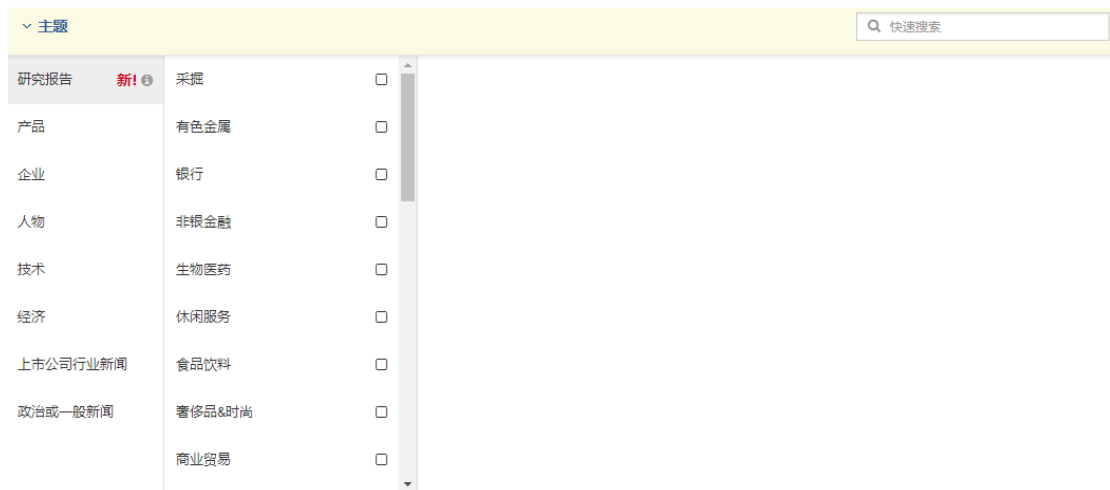 主题
快速搜索
研究报告 新! 采掘
产品 有色金属
企业 银行
人物 非银金融
技术 生物医药
经济 休闲服务
上市公司行业新闻 食品饮料
政治或一般新闻 奢侈品&时尚
商业贸易